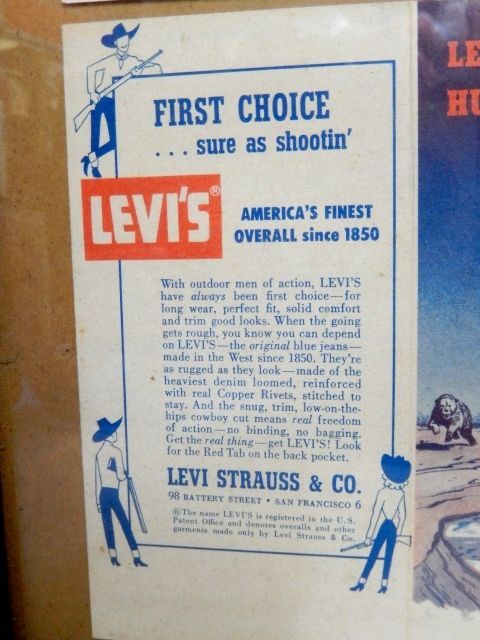 FIRST CHOICE
. . . sure as shootin'
LEVI'S®
AMERICA'S FINEST
OVERALL since 1850
With outdoor men of action, LEVI'S
have always been first choice—for
long wear, perfect fit, solid comfort
and trim good looks. When the going
gets rough, you know you can depend
on LEVI'S—the original blue jeans—
made in the West since 1850. They're
as rugged as they look—made of the
heaviest denim loomed, reinforced
with real Copper Rivets, stitched to
stay. And the snug, trim, low-on-the-
hips cowboy cut means real freedom
of action—no binding, no bagging.
Get the real thing—get LEVI'S! Look
for the Red Tab on the back pocket.
LEVI STRAUSS & CO.
98 BATTERY STREET • SAN FRANCISCO 6
®The name LEVI'S is registered in the U.S.
Patent Office and denotes overalls and other
garments made only by Levi Strauss & Co.
LE
HU